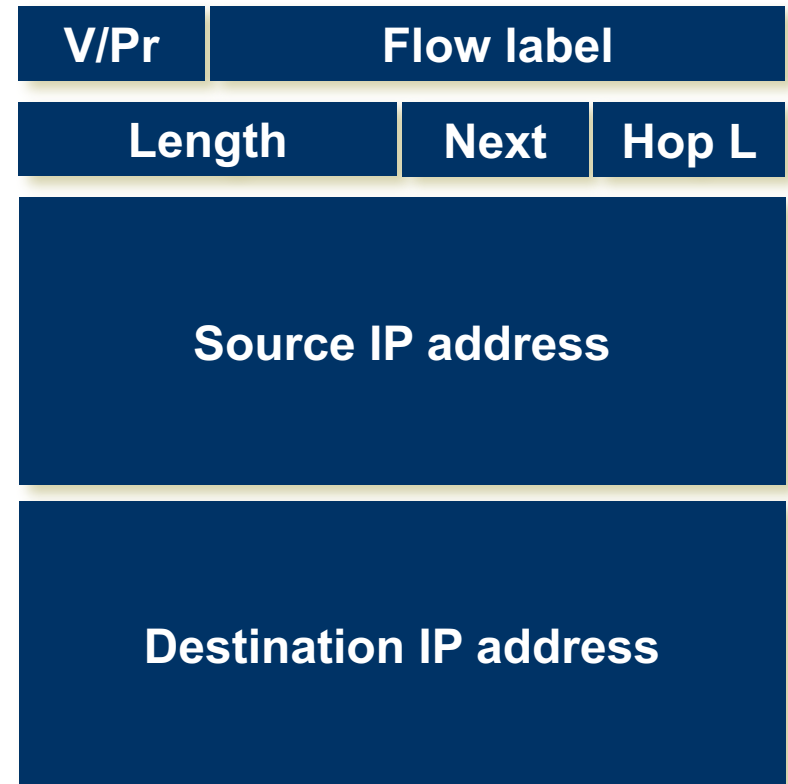 V/Pr Flow label
Length Next Hop L
Source IP address
Destination IP address